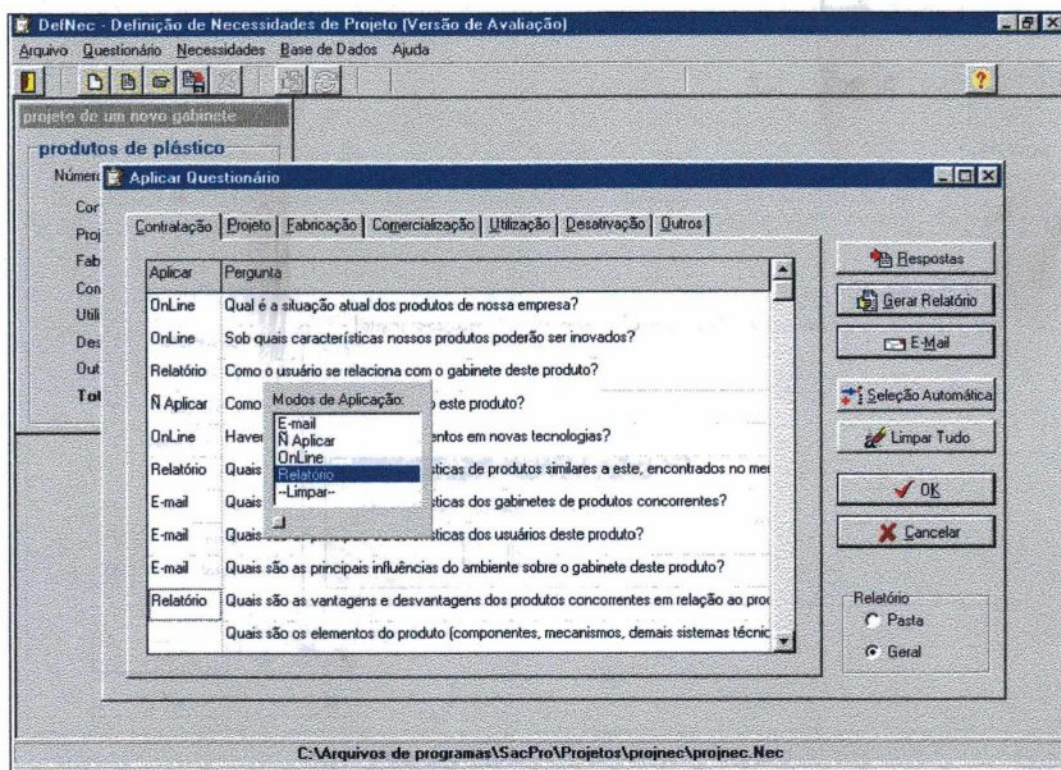 DefNec - Definição de Necessidades de Projeto (Versão de Avaliação)
Arquivo Questionário Necessidades Base de Dados Ajuda
projeto de um novo gabinete
produtos de plástico
Aplicar Questionário
Contratação Projeto Fabricação Comercialização Utilização Desativação Outros
Aplicar Pergunta
OnLine Qual é a situação atual dos produtos de nossa empresa?
OnLine Sob quais características nossos produtos poderão ser inovados?
Relatório Como o usuário se relaciona com o gabinete deste produto?
Ñ Aplicar Como este produto?
OnLine em novas tecnologias?
Relatório Quais de produtos similares a este, encontrados no
E-mail Quais dos gabinetes de produtos concorrentes?
E-mail Quais dos usuários deste produto?
E-mail Quais são as principais influências do ambiente sobre o gabinete deste produto?
Relatório Quais são as vantagens e desvantagens dos produtos concorrentes em relação ao
Quais são os elementos do produto (componentes, mecanismos, demais sistemas
Modos de Aplicação:
E-mail
Ñ Aplicar
OnLine
Relatório
--Limpar--
Respostas
Gerar Relatório
E-Mail
Seleção Automática
Limpar Tudo
OK
Cancelar
Relatório
Pasta
Geral
C:\Arquivos de programas\SacPro\Projetos\projnec\projnec.Nec